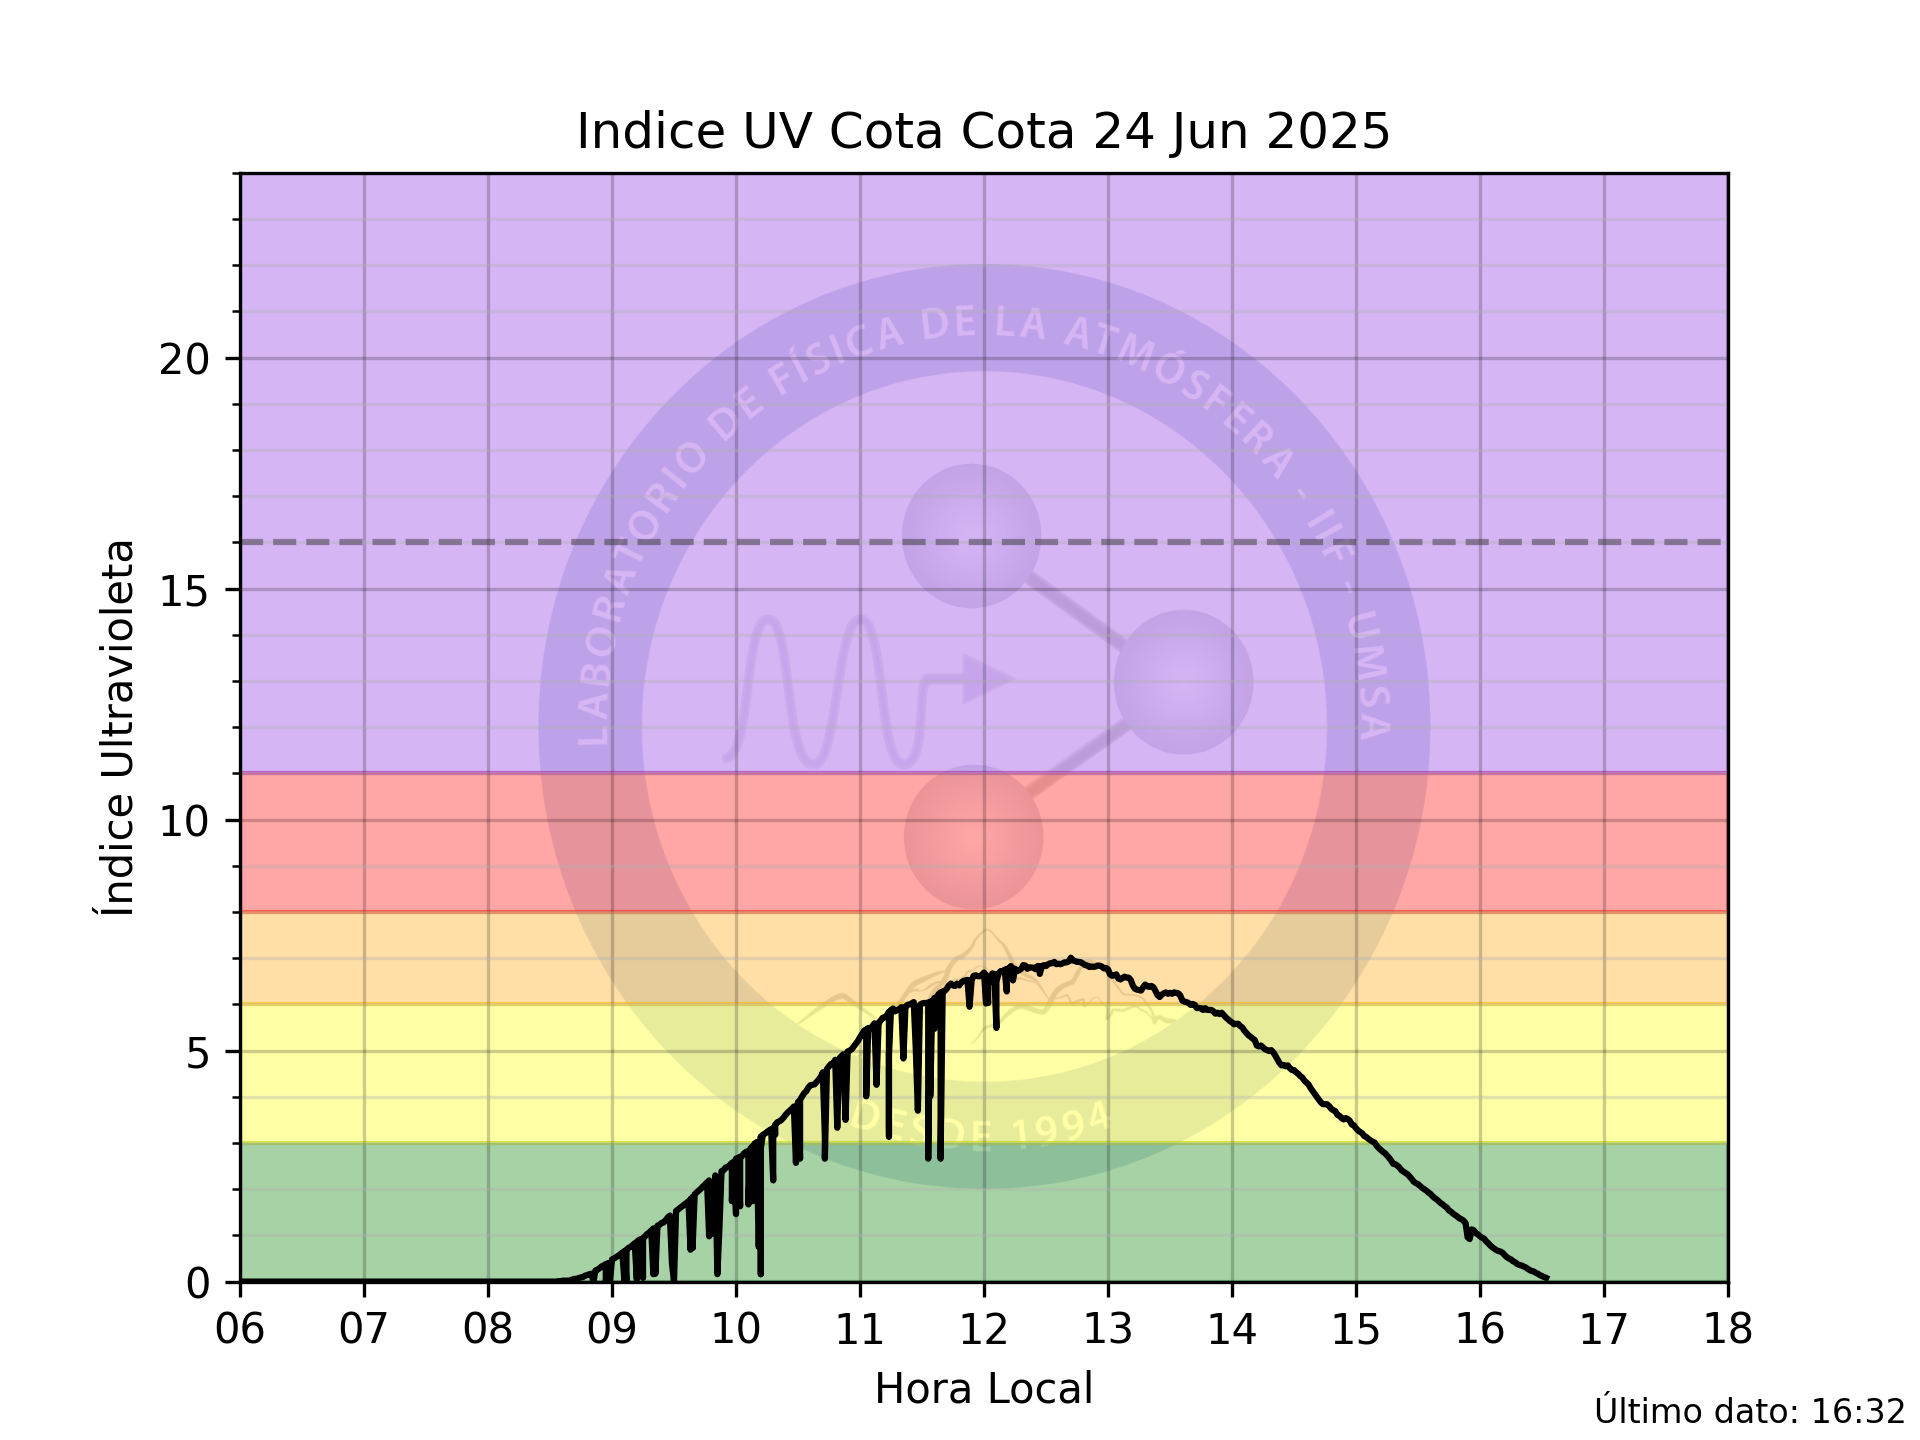 Indice UV Cota Cota 24 Jun 2025
LABORATORIO DE FÍSICA DE LA ATMÓSFERA - IIF - UMSA
DESDE 1994
Índice Ultravioleta
20
15
10
5
0
06 07 08 09 10 11 12 13 14 15 16 17 18
Hora Local
Último dato: 16:32